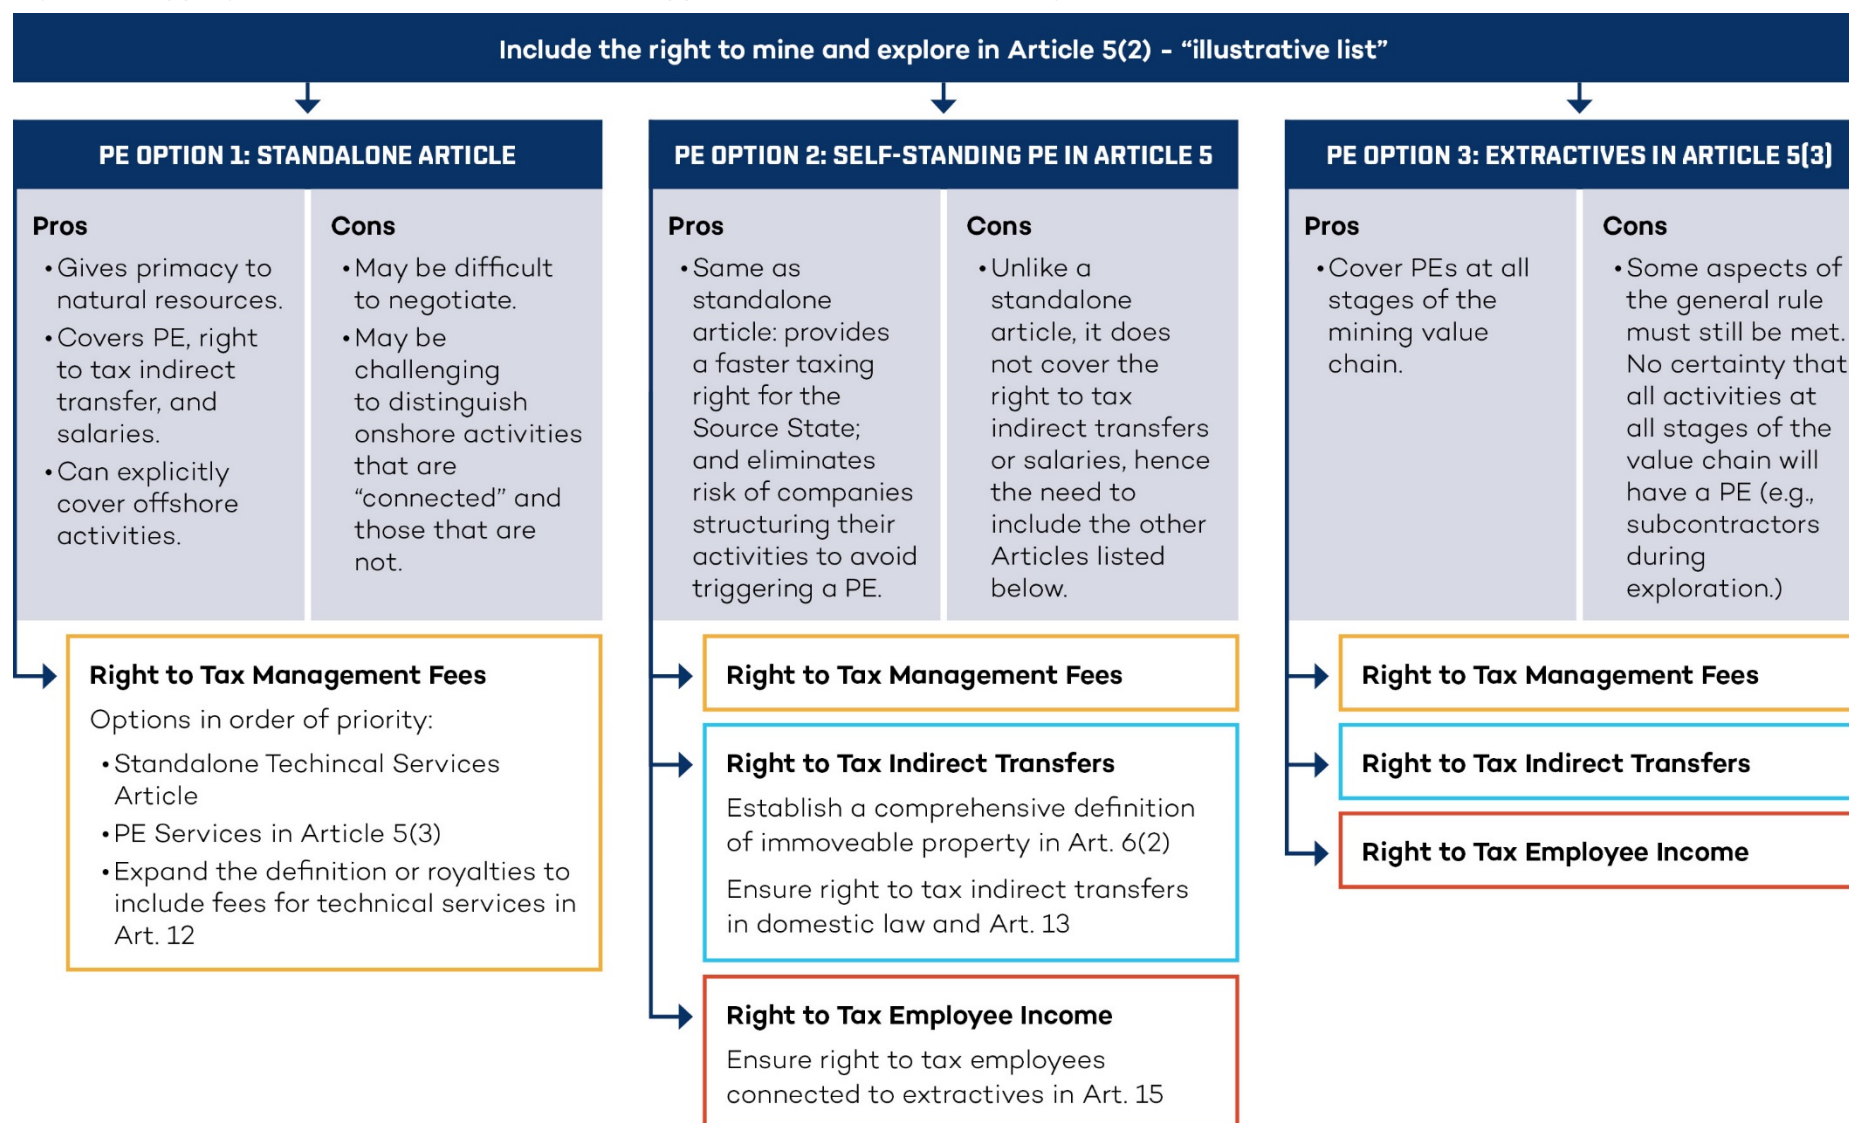 Include the right to mine and explore in Article 5(2) - “illustrative list”
PE OPTION 1: STANDALONE ARTICLE
Pros
• Gives primacy to
natural resources.
• Covers PE, right
to tax indirect
transfer, and
salaries.
• Can explicitly
cover offshore
activities.
Cons
• May be difficult
to negotiate.
• May be
challenging
to distinguish
onshore activities
that are
“connected” and
those that are
not.
Right to Tax Management Fees
Options in order of priority:
• Standalone Techincal Services
Article
• PE Services in Article 5(3)
• Expand the definition or royalties to
include fees for technical services in
Art. 12
PE OPTION 2: SELF-STANDING PE IN ARTICLE 5
Pros
• Same as
standalone
article: provides
a faster taxing
right for the
Source State;
and eliminates
risk of companies
structuring their
activities to avoid
triggering a PE.
Cons
• Unlike a
standalone
article, it does
not cover the
right to tax
indirect transfers
or salaries, hence
the need to
include the other
Articles listed
below.
Right to Tax Management Fees
Right to Tax Indirect Transfers
Establish a comprehensive definition
of immoveable property in Art. 6(2)
Ensure right to tax indirect transfers
in domestic law and Art. 13
Right to Tax Employee Income
Ensure right to tax employees
connected to extractives in Art. 15
PE OPTION 3: EXTRACTIVES IN ARTICLE 5(3)
Pros
• Cover PEs at all
stages of the
mining value
chain.
Cons
• Some aspects of
the general rule
must still be met.
No certainty that
all activities at
all stages of the
value chain will
have a PE (e.g.,
subcontractors
during
exploration.)
Right to Tax Management Fees
Right to Tax Indirect Transfers
Right to Tax Employee Income